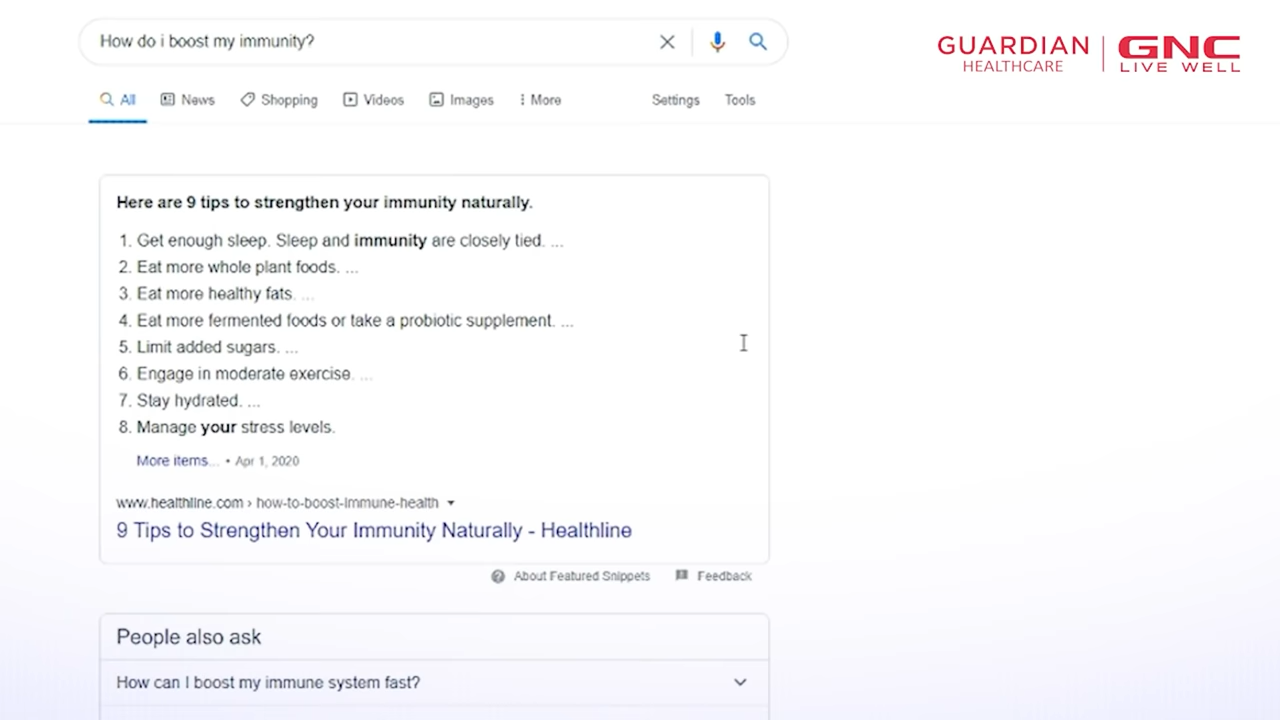 How do i boost my immunity?
GUARDIAN HEALTHCARE
GNC LIVE WELL
All News Shopping Videos Images More Settings Tools
Here are 9 tips to strengthen your immunity naturally.
1. Get enough sleep. Sleep and immunity are closely tied. ...
2. Eat more whole plant foods. ...
3. Eat more healthy fats. ...
4. Eat more fermented foods or take a probiotic supplement. ...
5. Limit added sugars. ...
6. Engage in moderate exercise. ...
7. Stay hydrated. ...
8. Manage your stress levels.
More items... • Apr 1, 2020
www.healthline.com › how-to-boost-immune-health
9 Tips to Strengthen Your Immunity Naturally - Healthline
About Featured Snippets Feedback
People also ask
How can I boost my immune system fast?